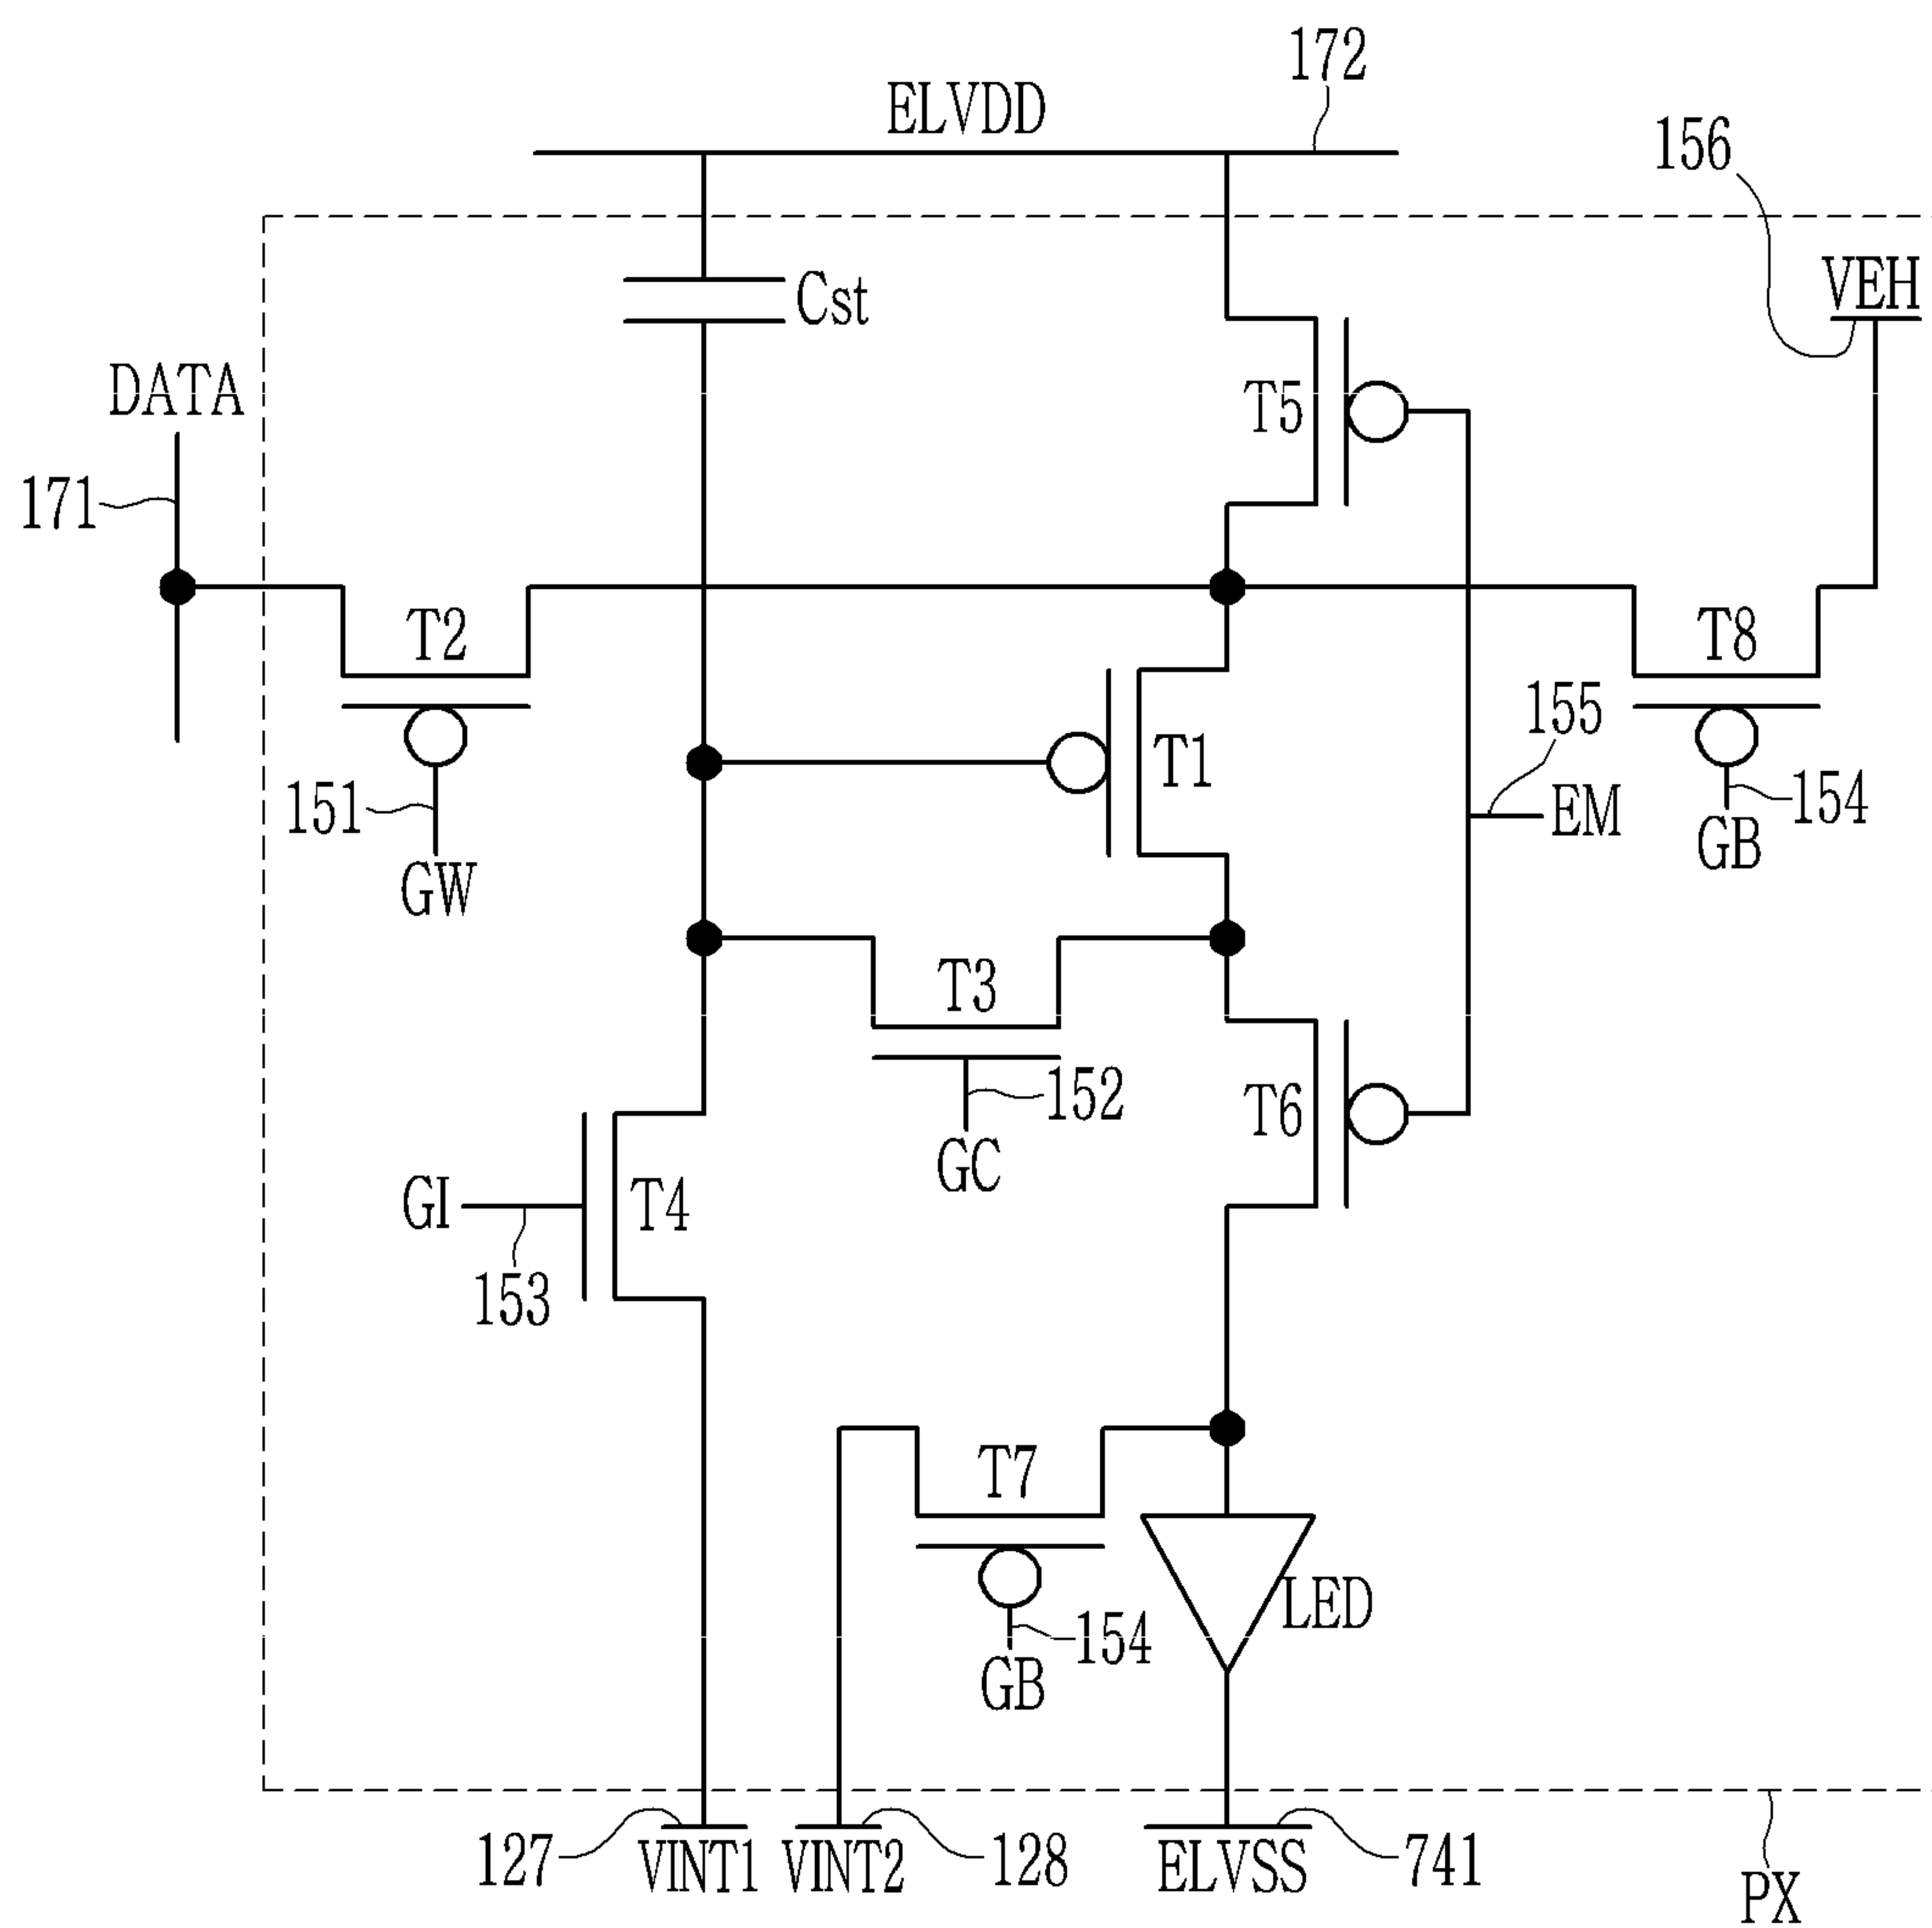 172
ELVDD
156
VEH
Cst
DATA
T5
171
T2
T8
155
T1
151
EM
154
GW
GB
T3
152
T6
GC
GI
T4
153
T7
LED
154
GB
127
VINT1
VINT2
128
ELVSS
741
PX